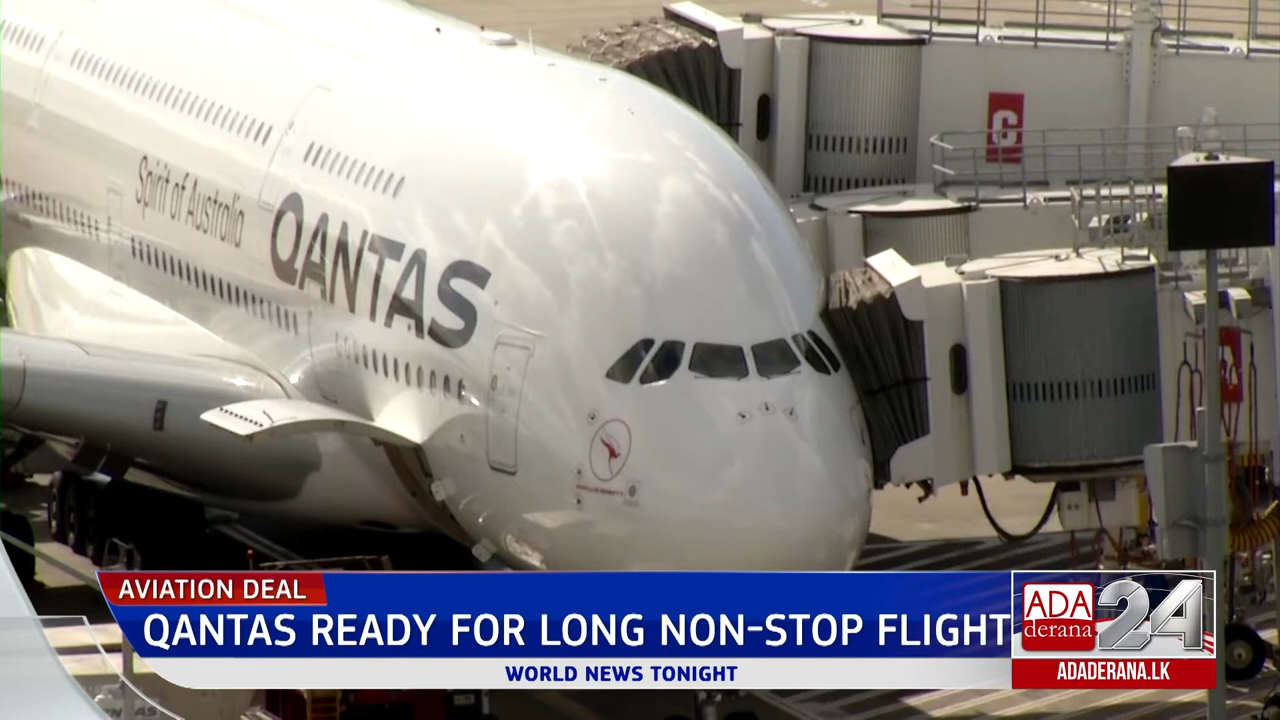 Spirit of Australia
QANTAS
C
AVIATION DEAL
QANTAS READY FOR LONG NON-STOP FLIGHT
WORLD NEWS TONIGHT
ADA
derana
24
ADADERANA.LK